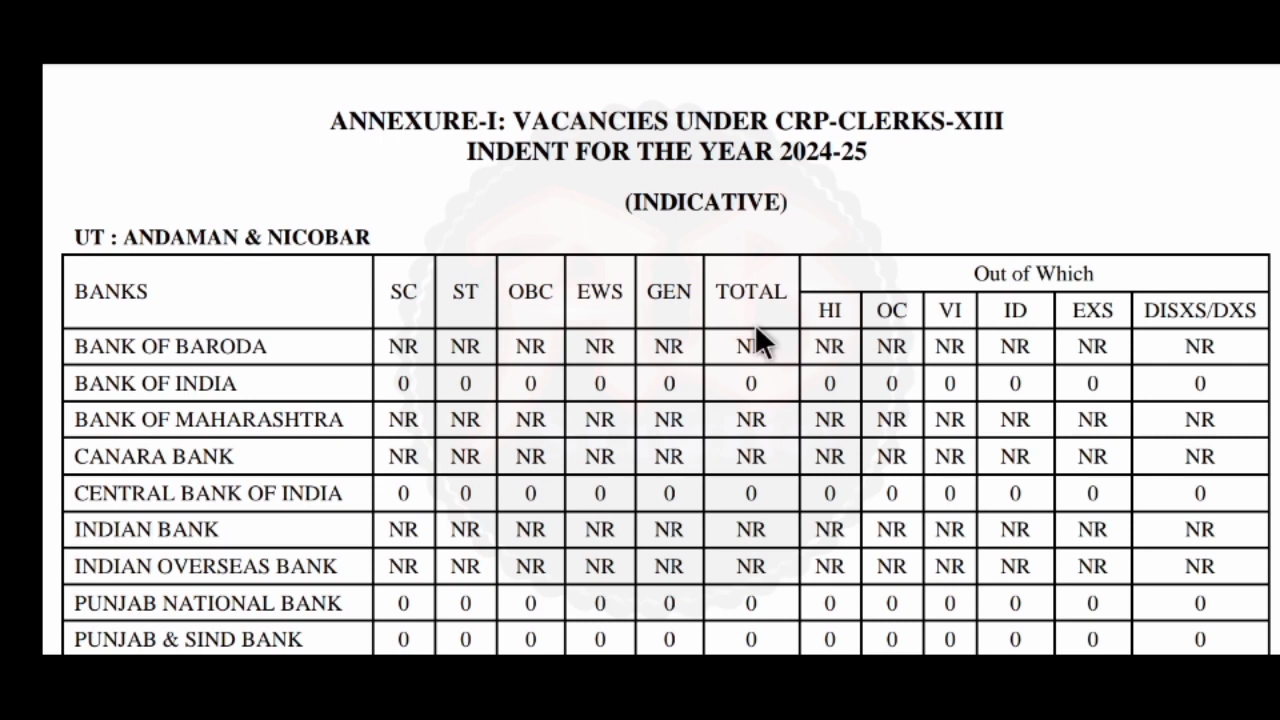 ANNEXURE-I: VACANCIES UNDER CRP-CLERKS-XIII
INDENT FOR THE YEAR 2024-25
(INDICATIVE)
UT : ANDAMAN & NICOBAR
BANKS SC ST OBC EWS GEN TOTAL Out of Which
HI OC VI ID EXS DISXS/DXS
BANK OF BARODA NR NR NR NR NR NR NR NR NR NR NR
BANK OF INDIA 0 0 0 0 0 0 0 0 0 0 0 0
BANK OF MAHARASHTRA NR NR NR NR NR NR NR NR NR NR NR NR
CANARA BANK NR NR NR NR NR NR NR NR NR NR NR NR
CENTRAL BANK OF INDIA 0 0 0 0 0 0 0 0 0 0 0 0
INDIAN BANK NR NR NR NR NR NR NR NR NR NR NR NR
INDIAN OVERSEAS BANK NR NR NR NR NR NR NR NR NR NR NR NR
PUNJAB NATIONAL BANK 0 0 0 0 0 0 0 0 0 0 0 0
PUNJAB & SIND BANK 0 0 0 0 0 0 0 0 0 0 0 0